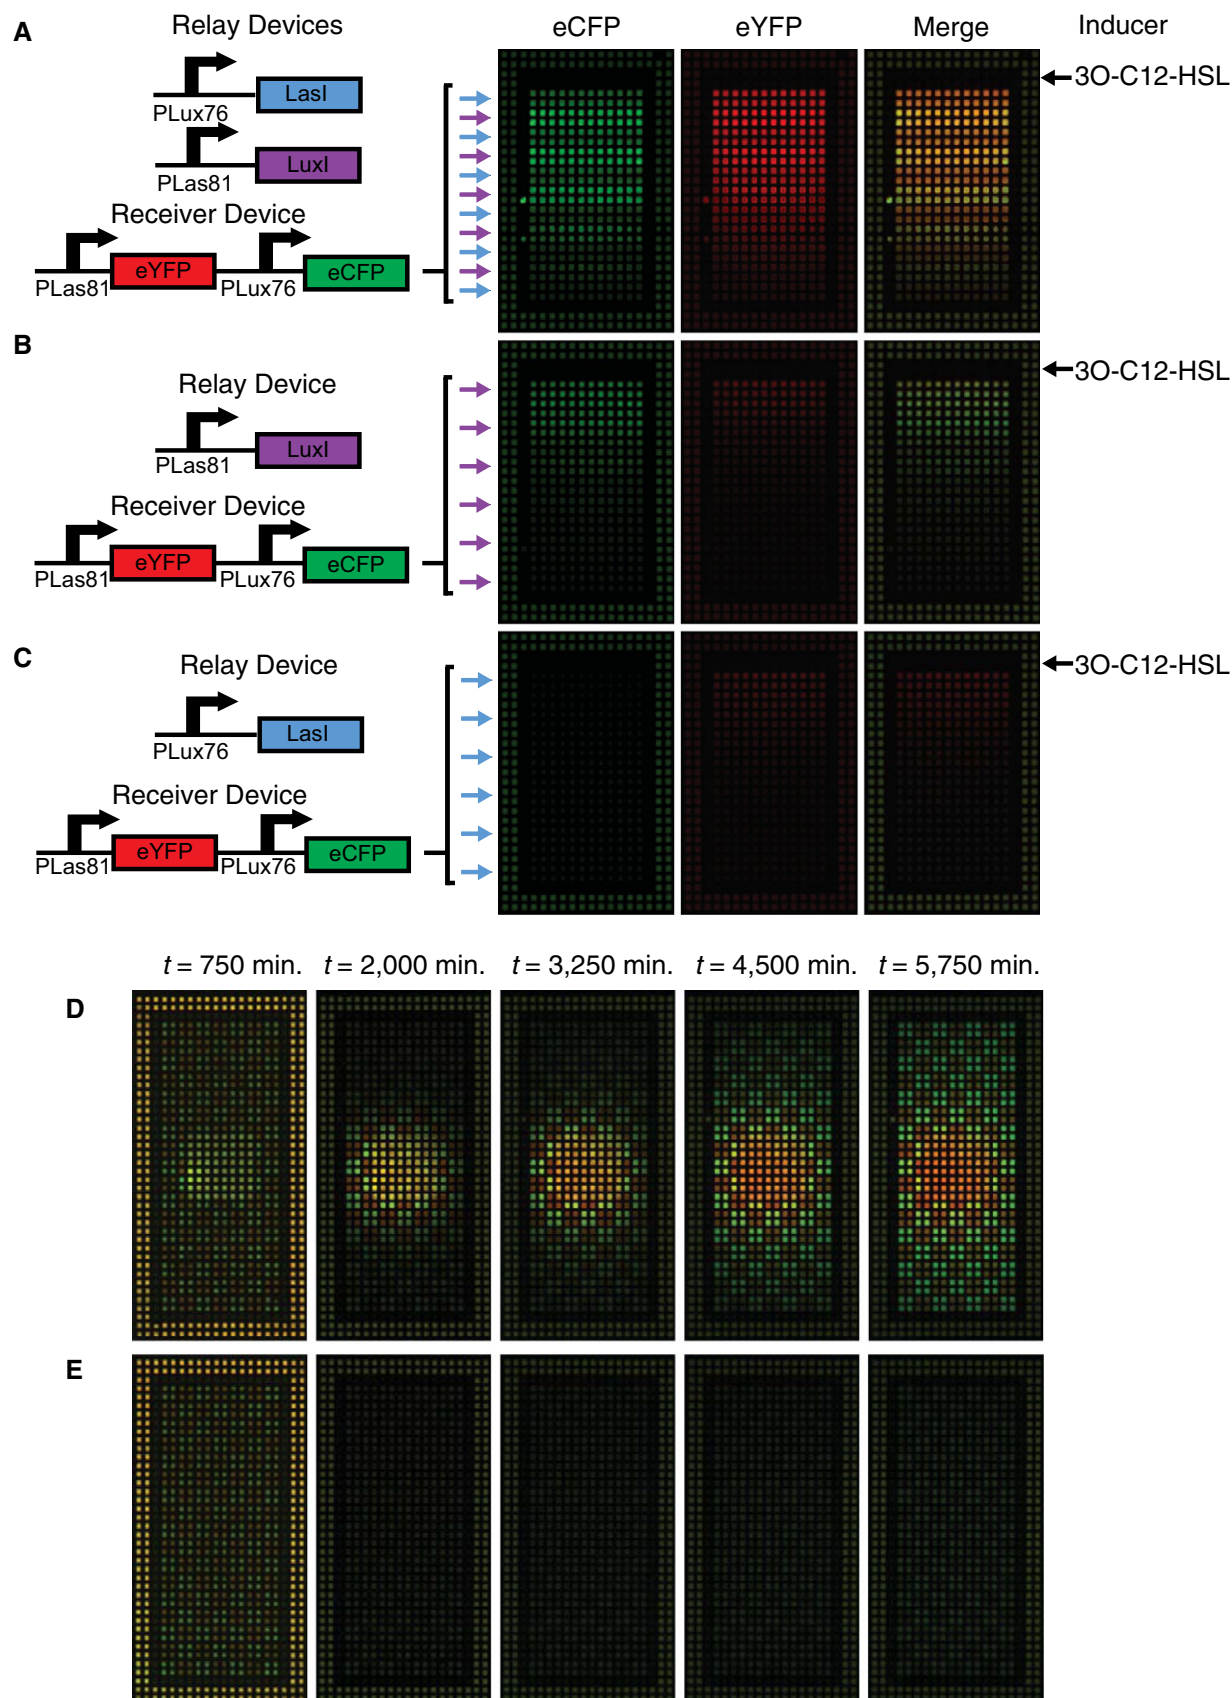 A
Relay Devices
eCFP
eYFP
Merge
Inducer
PLux76
LasI
3O-C12-HSL
PLas81
LuxI
Receiver Device
PLas81
eYFP
PLux76
eCFP
B
3O-C12-HSL
Relay Device
PLas81
LuxI
Receiver Device
PLas81
eYFP
PLux76
eCFP
C
3O-C12-HSL
Relay Device
PLux76
LasI
Receiver Device
PLas81
eYFP
PLux76
eCFP
t = 750 min.
t = 2,000 min.
t = 3,250 min.
t = 4,500 min.
t = 5,750 min.
D
E